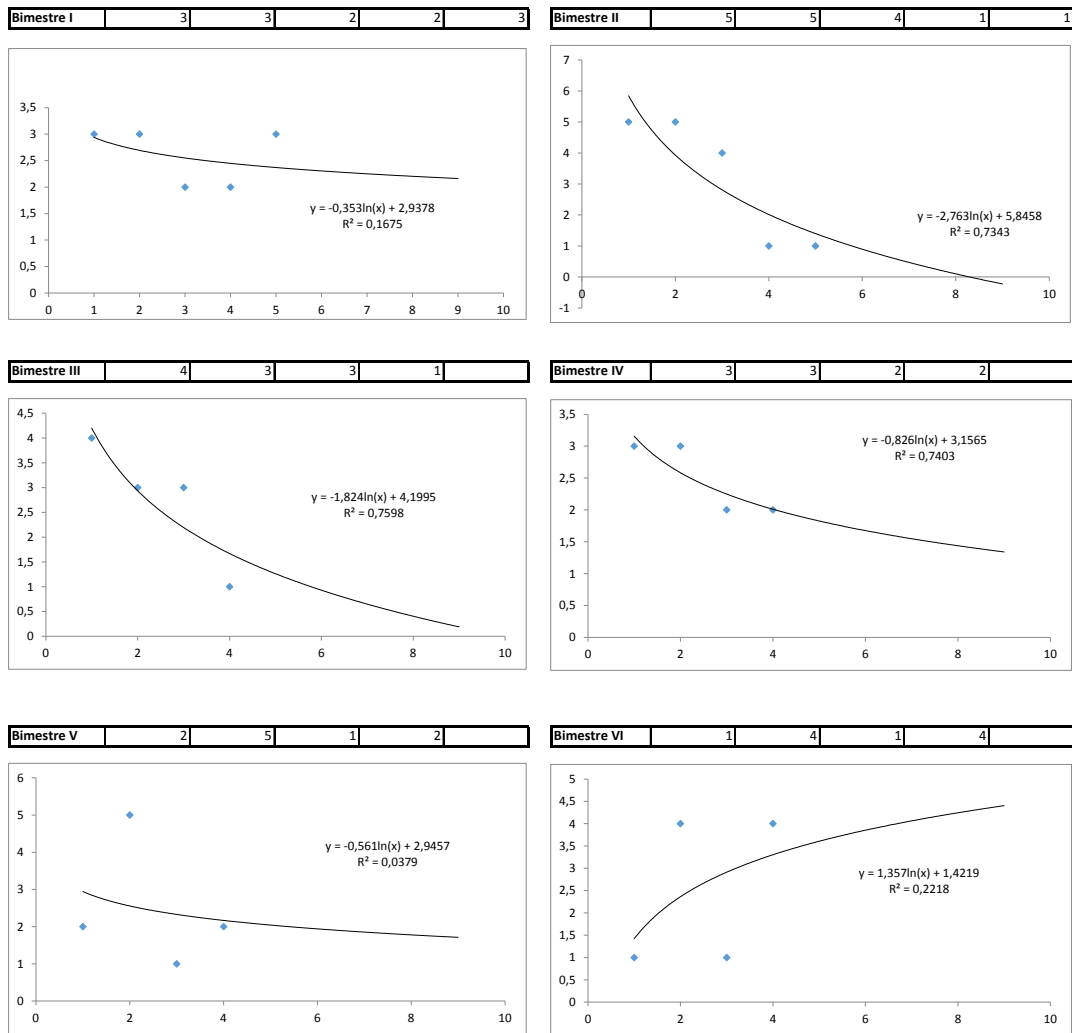 Bimestre I 3 3 2 2 3
3,5
3
2,5
2
1,5
1
0,5
0
0 1 2 3 4 5 6 7 8 9 10
y = -0,353ln(x) + 2,9378
R² = 0,1675
Bimestre II 5 5 4 1 1
7
6
5
4
3
2
1
0
-1
0 2 4 6 8 10
y = -2,763ln(x) + 5,8458
R² = 0,7343
Bimestre III 4 3 3 1
4,5
4
3,5
3
2,5
2
1,5
1
0,5
0
0 2 4 6 8 10
y = -1,824ln(x) + 4,1995
R² = 0,7598
Bimestre IV 3 3 2 2
3,5
3
2,5
2
1,5
1
0,5
0
0 2 4 6 8 10
y = -0,826ln(x) + 3,1565
R² = 0,7403
Bimestre V 2 5 1 2
6
5
4
3
2
1
0
0 2 4 6 8 10
y = -0,561ln(x) + 2,9457
R² = 0,0379
Bimestre VI 1 4 1 4
5
4,5
4
3,5
3
2,5
2
1,5
1
0,5
0
0 2 4 6 8 10
y = 1,357ln(x) + 1,4219
R² = 0,2218